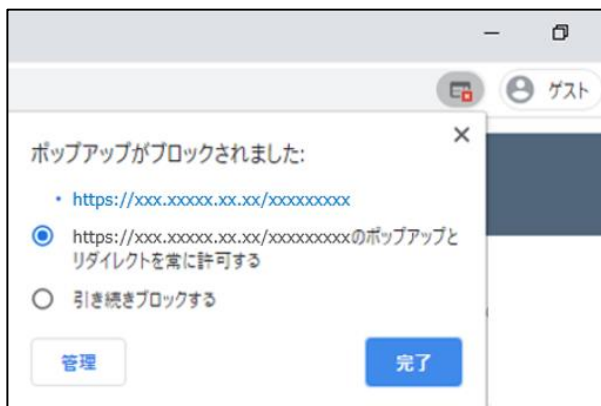 ゲスト
ポップアップがブロックされました:
https://xxx.xxxxx.xx.xx/xxxxxxxxx
https://xxx.xxxxx.xx.xx/xxxxxxxxxのポップアップと
リダイレクトを常に許可する
引き続きブロックする
管理
完了